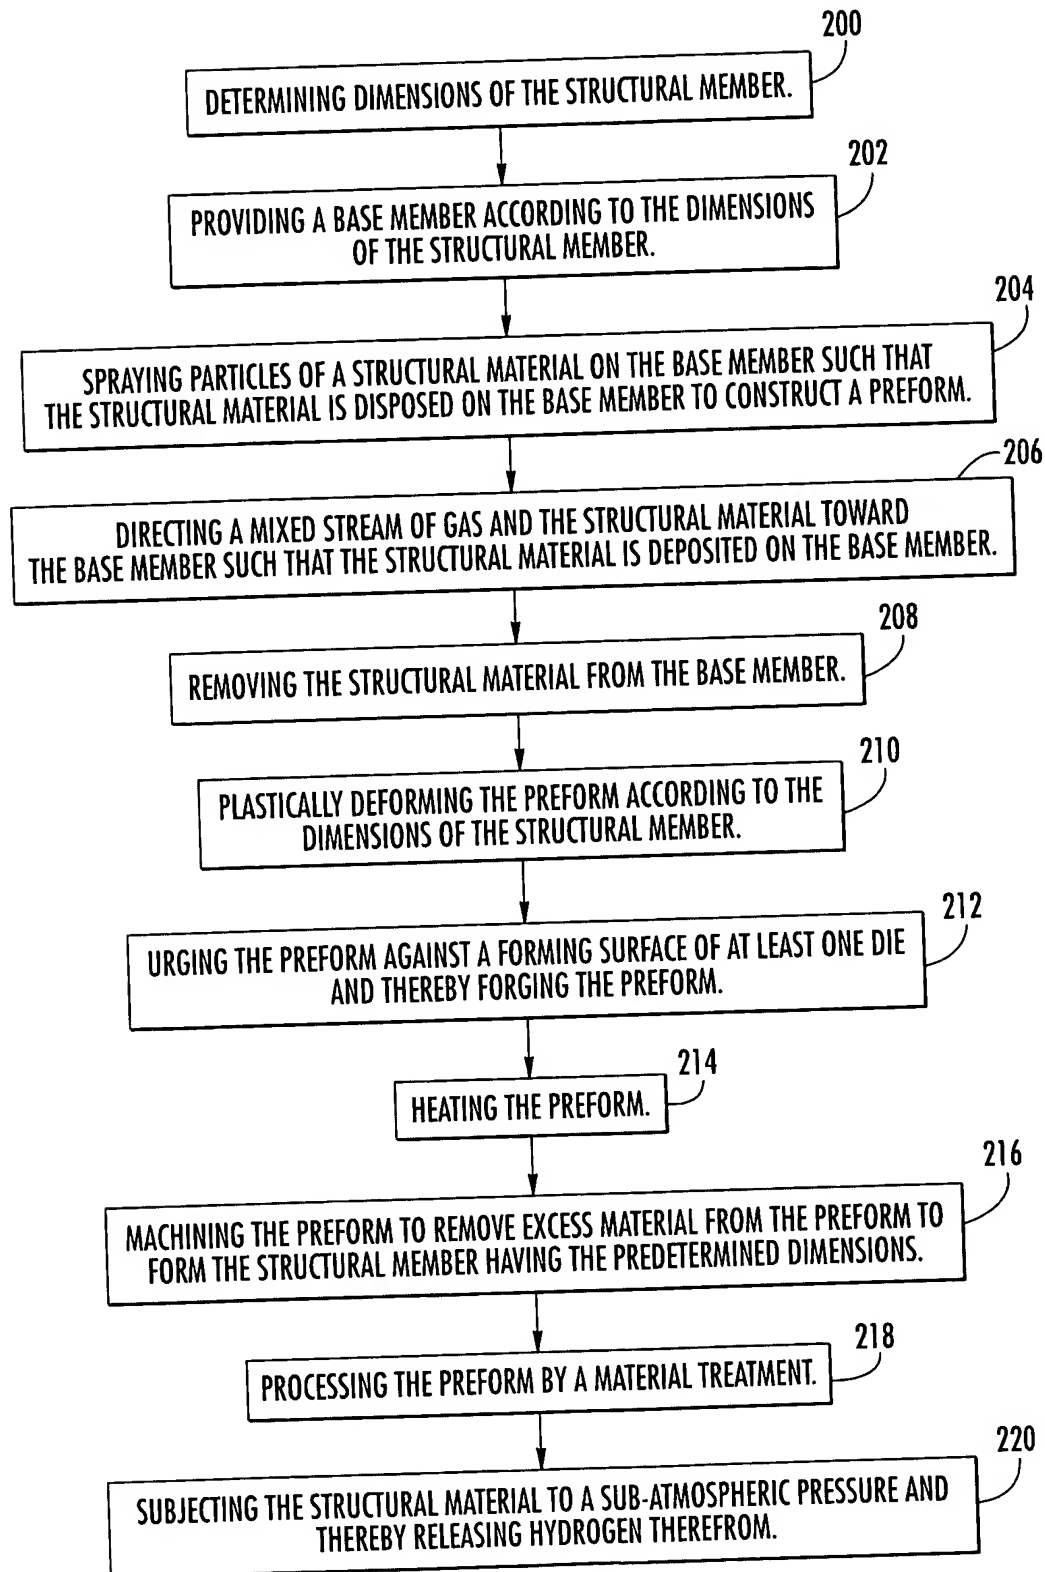 200
DETERMINING DIMENSIONS OF THE STRUCTURAL MEMBER.
202
PROVIDING A BASE MEMBER ACCORDING TO THE DIMENSIONS
OF THE STRUCTURAL MEMBER.
204
SPRAYING PARTICLES OF A STRUCTURAL MATERIAL ON THE BASE MEMBER SUCH THAT
THE STRUCTURAL MATERIAL IS DISPOSED ON THE BASE MEMBER TO CONSTRUCT A PREFORM.
206
DIRECTING A MIXED STREAM OF GAS AND THE STRUCTURAL MATERIAL TOWARD
THE BASE MEMBER SUCH THAT THE STRUCTURAL MATERIAL IS DEPOSITED ON THE BASE MEMBER.
208
REMOVING THE STRUCTURAL MATERIAL FROM THE BASE MEMBER.
210
PLASTICALLY DEFORMING THE PREFORM ACCORDING TO THE
DIMENSIONS OF THE STRUCTURAL MEMBER.
212
URGING THE PREFORM AGAINST A FORMING SURFACE OF AT LEAST ONE DIE
AND THEREBY FORGING THE PREFORM.
214
HEATING THE PREFORM.
216
MACHINING THE PREFORM TO REMOVE EXCESS MATERIAL FROM THE PREFORM TO
FORM THE STRUCTURAL MEMBER HAVING THE PREDETERMINED DIMENSIONS.
218
PROCESSING THE PREFORM BY A MATERIAL TREATMENT.
220
SUBJECTING THE STRUCTURAL MATERIAL TO A SUB-ATMOSPHERIC PRESSURE AND
THEREBY RELEASING HYDROGEN THEREFROM.